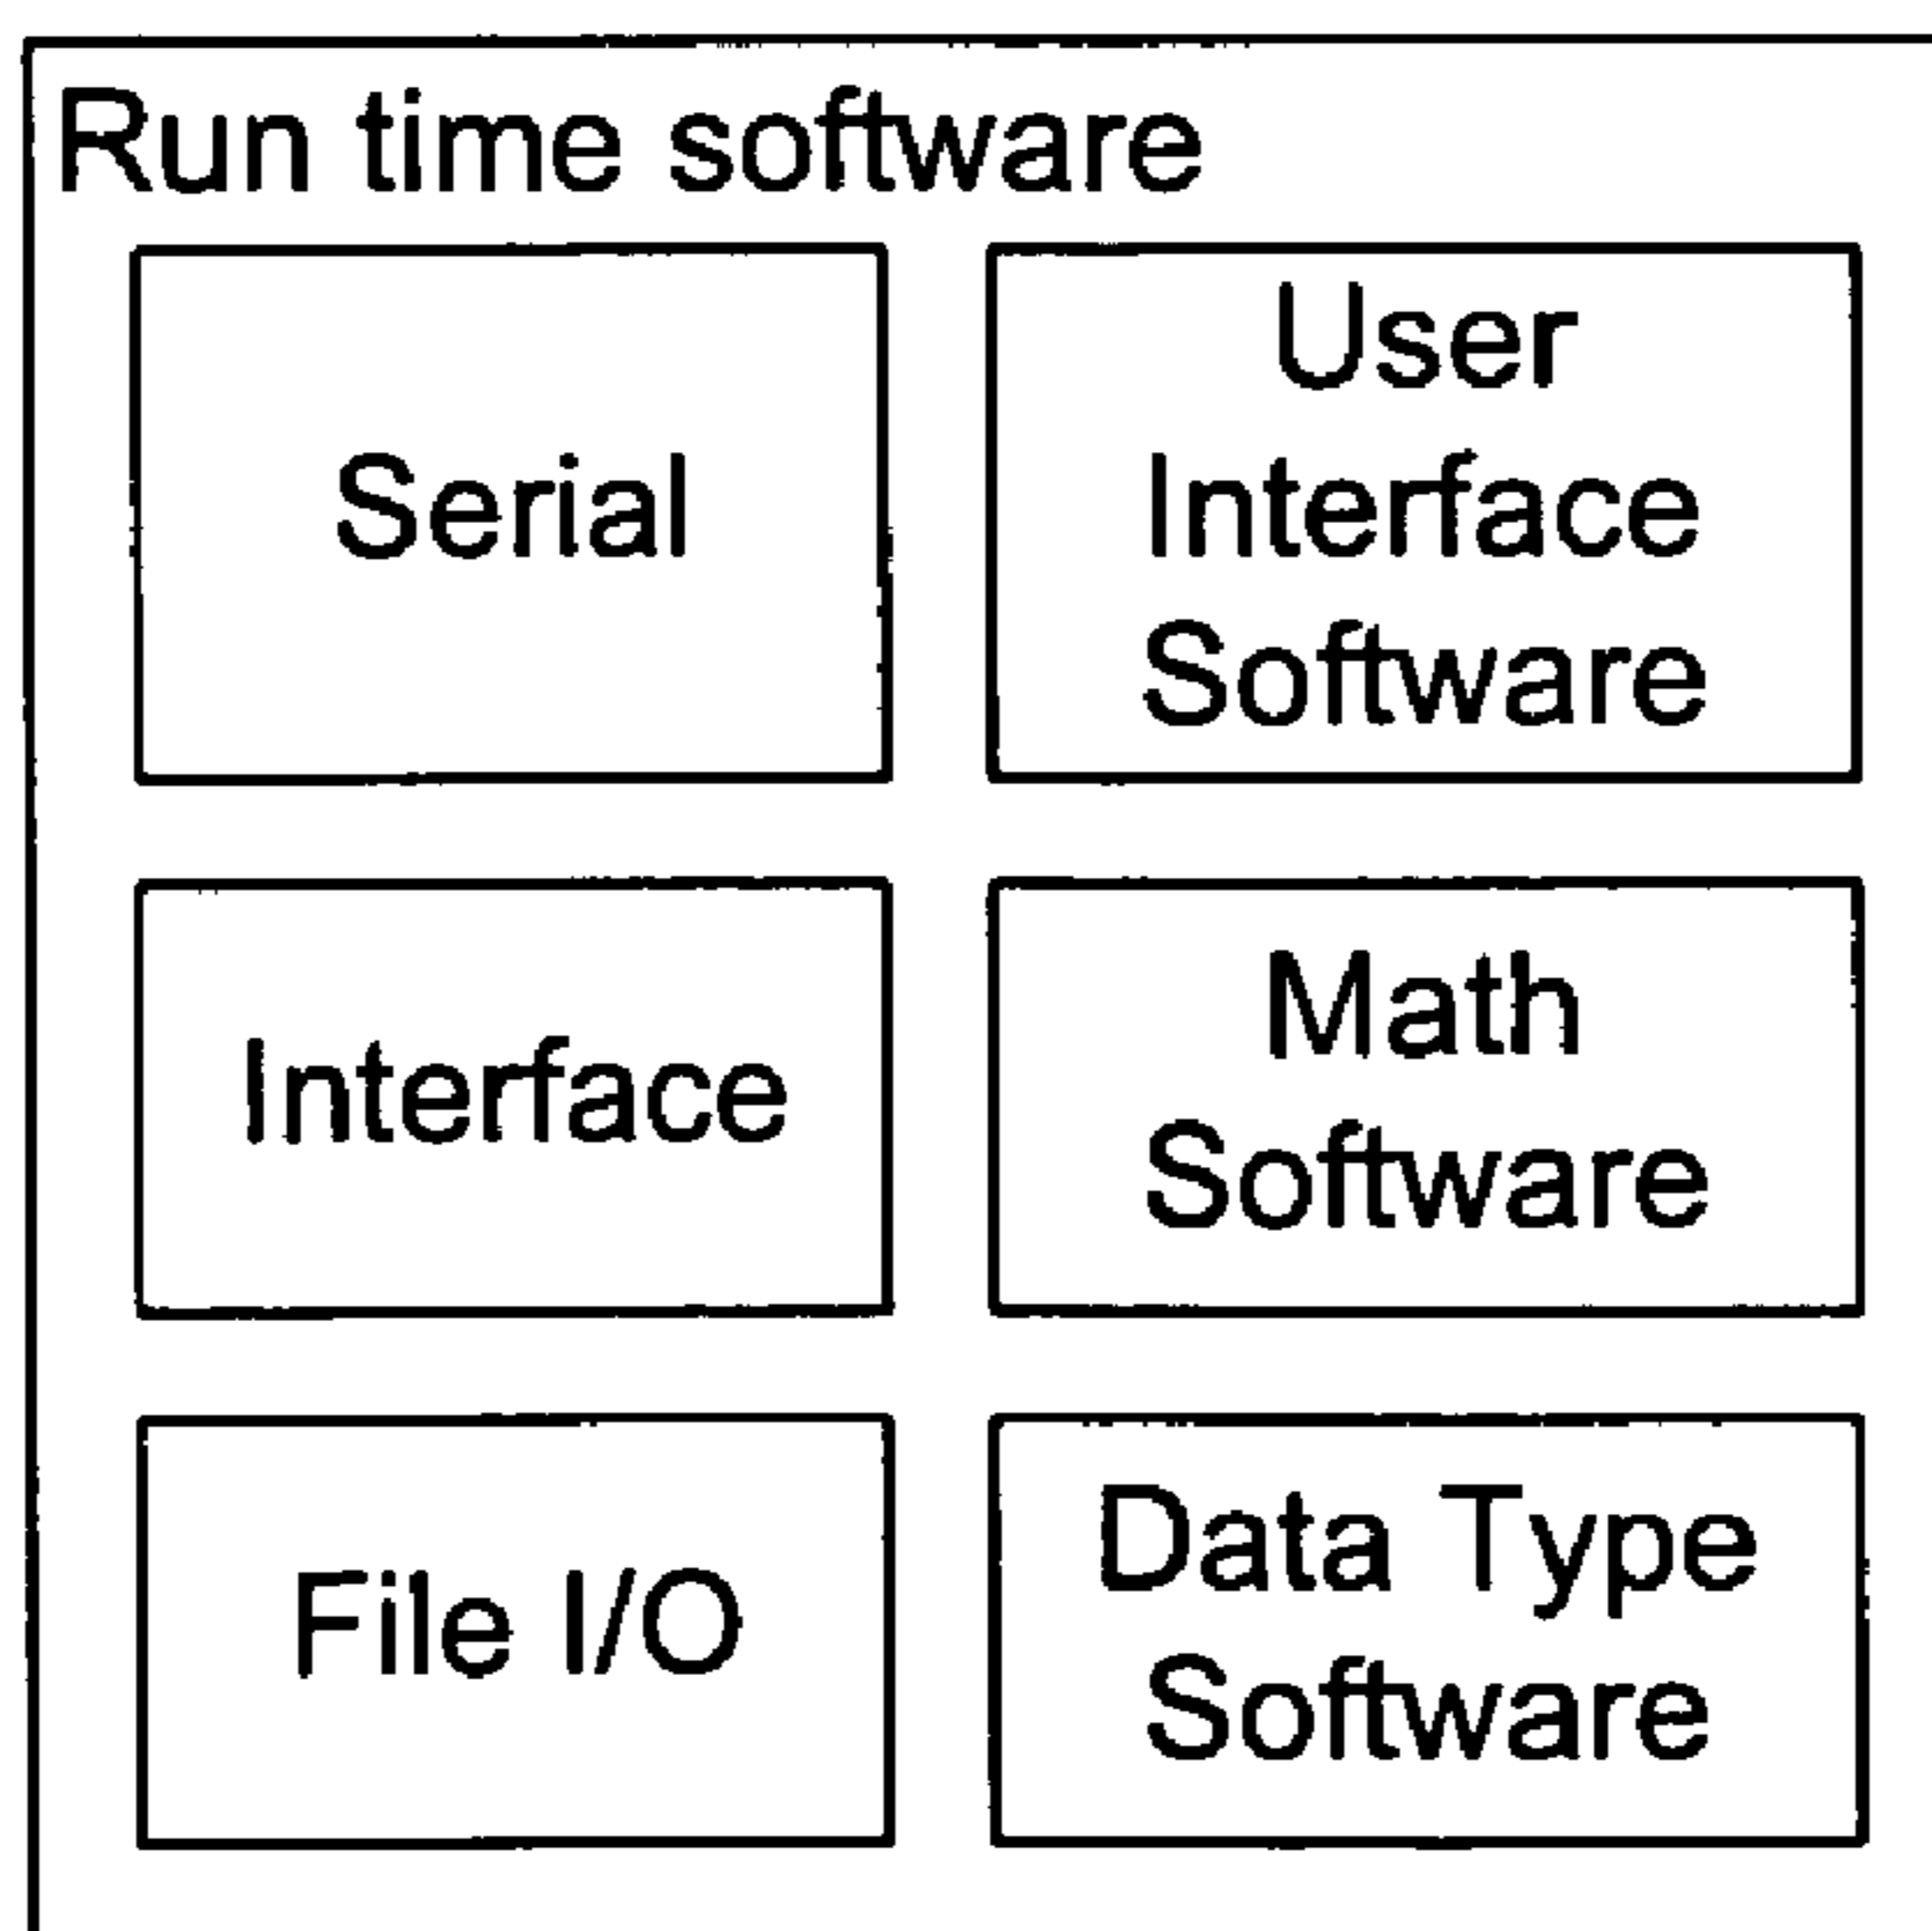 Run time software
Serial
User
Interface
Software
Interface
Math
Software
File I/O
Data Type
Software